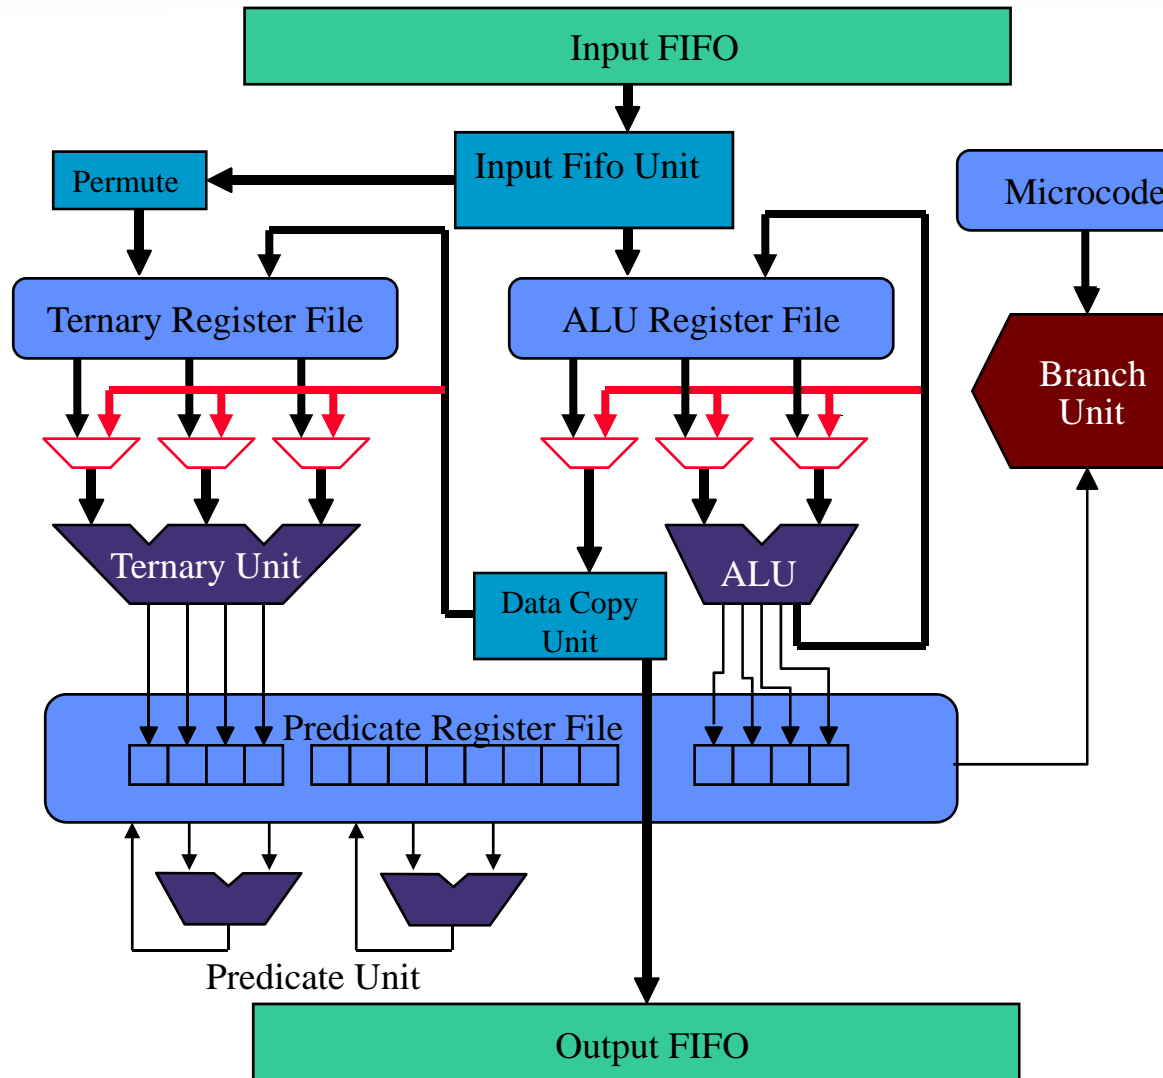 Input FIFO
Input Fifo Unit
Permute
Microcode
Ternary Register File
ALU Register File
Branch
Unit
Ternary Unit
ALU
Data Copy
Unit
Predicate Register File
Predicate Unit
Output FIFO